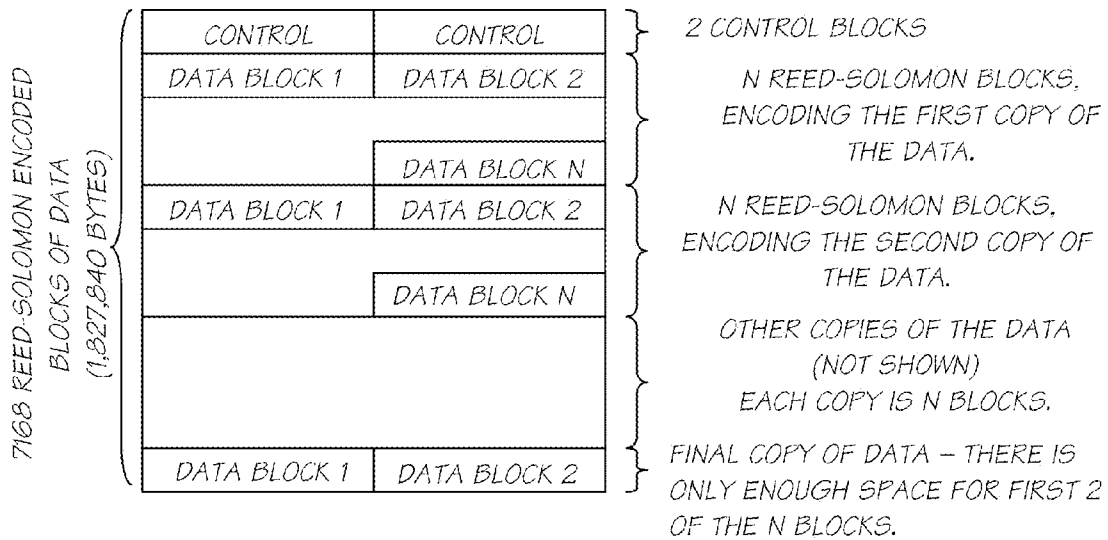 7168 REED-SOLOMON ENCODED
BLOCKS OF DATA
(1,827,840 BYTES)
CONTROL CONTROL
2 CONTROL BLOCKS
DATA BLOCK 1 DATA BLOCK 2
DATA BLOCK N
N REED-SOLOMON BLOCKS,
ENCODING THE FIRST COPY OF
THE DATA.
DATA BLOCK 1 DATA BLOCK 2
DATA BLOCK N
N REED-SOLOMON BLOCKS,
ENCODING THE SECOND COPY OF
THE DATA.
OTHER COPIES OF THE DATA
(NOT SHOWN)
EACH COPY IS N BLOCKS.
DATA BLOCK 1 DATA BLOCK 2
FINAL COPY OF DATA – THERE IS
ONLY ENOUGH SPACE FOR FIRST 2
OF THE N BLOCKS.